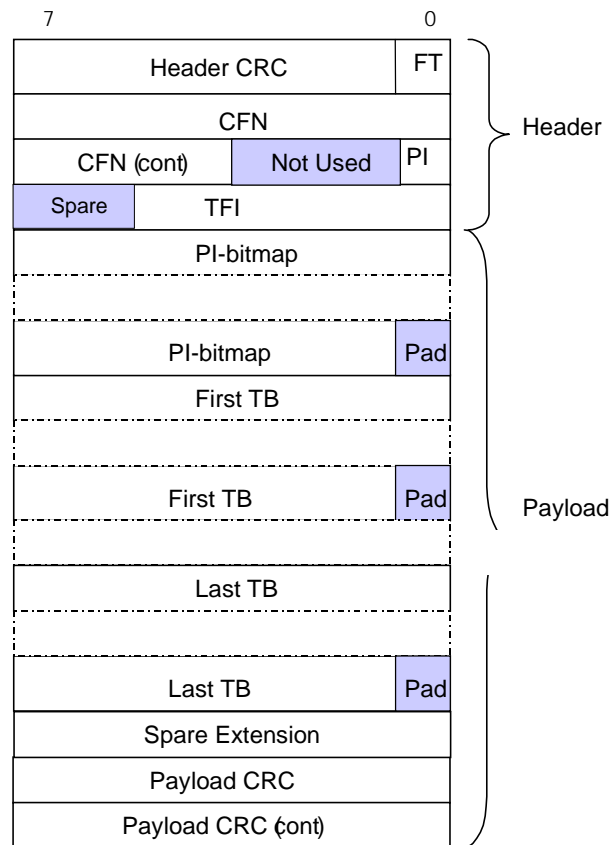 7 0
Header CRC FT
CFN
Header
CFN (cont) Not Used PI
Spare TFI
PI-bitmap
PI-bitmap Pad
First TB
First TB Pad
Payload
Last TB
Last TB Pad
Spare Extension
Payload CRC
Payload CRC (cont)